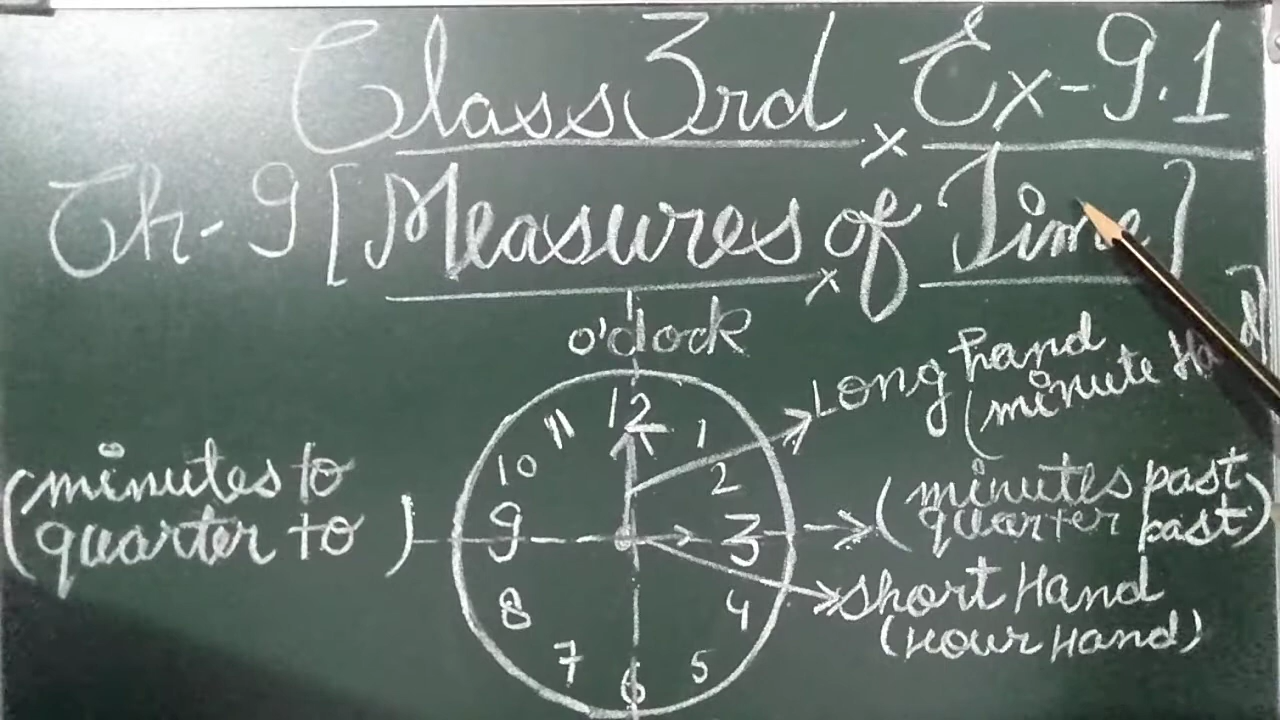 Class 3rd Ex-9.1
Ch-9 [Measures of Time]
o'clock
Long hand
(minute Hand)
12
11 1
10 2
9 3
8 4
7 5
6
(minutes to
quarter to)
(minutes past
quarter past)
Short Hand
(Hour Hand)